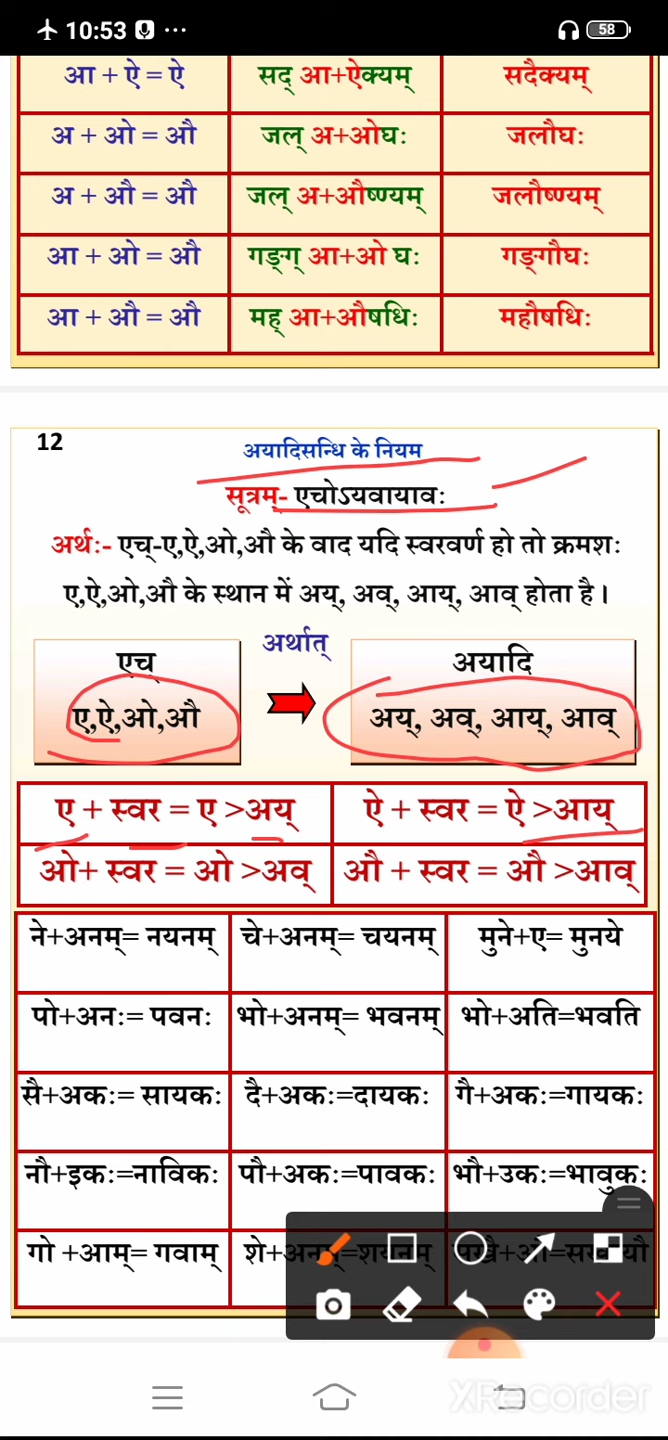 10:53 ... 58
आ + ऐ = ऐ सद् आ+ऐक्यम् सदैक्यम्
अ + ओ = औ जल् अ+ओघः जलौघः
अ + औ = औ जल् अ+औष्ण्यम् जलौष्ण्यम्
आ + ओ = औ गङ्ग् आ+ओ घः गङ्गौघः
आ + औ = औ मह् आ+औषधिः महौषधिः
12
अयादिसन्धि के नियम
सूत्रम्- एचोऽयवायावः
अर्थः- एच्-ए,ऐ,ओ,औ के वाद यदि स्वरवर्ण हो तो क्रमशः
ए,ऐ,ओ,औ के स्थान में अय्, अव्, आय्, आव् होता है।
अर्थात्
एच् अयादि
ए,ऐ,ओ,औ अय्, अव्, आय्, आव्
ए + स्वर = ए >अय् ऐ + स्वर = ऐ >आय्
ओ+ स्वर = ओ >अव् औ + स्वर = औ >आव्
ने+अनम्= नयनम् चे+अनम्= चयनम् मुने+ए= मुनये
पो+अनः= पवनः भो+अनम्= भवनम् भो+अति=भवति
सै+अकः= सायकः दै+अकः=दायकः गै+अकः=गायकः
नौ+इकः=नाविकः पौ+अकः=पावकः भौ+उकः=भावुकः
गो +आम्= गवाम् शे+अनम्=शयनम् सखै+औ=सखायौ
XRecorder